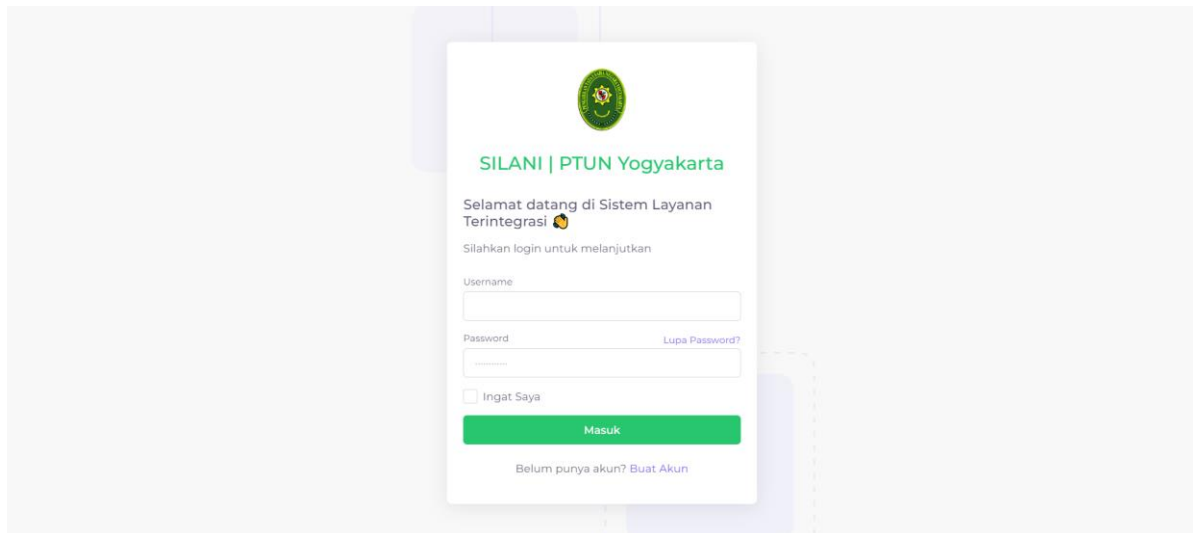 SILANI | PTUN Yogyakarta
Selamat datang di Sistem Layanan
Terintegrasi 👏
Silahkan login untuk melanjutkan
Username
Password
Lupa Password?
············
Ingat Saya
Masuk
Belum punya akun? Buat Akun